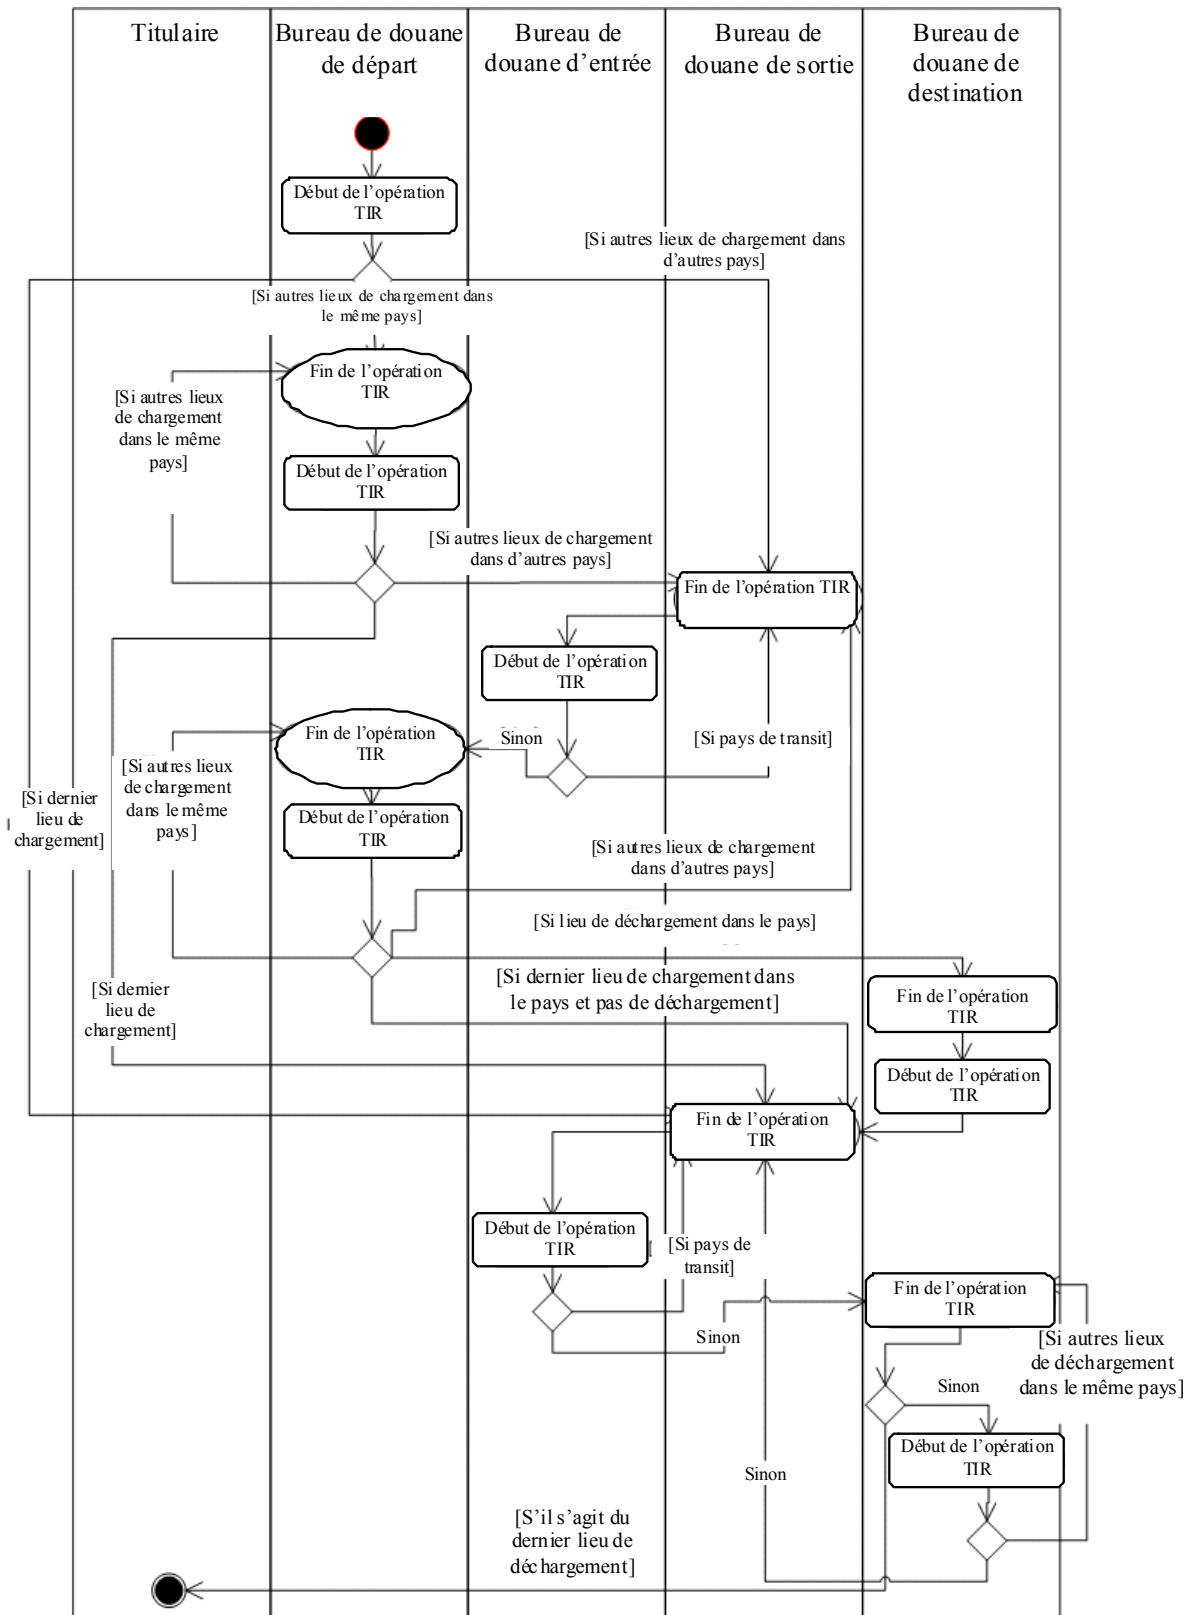 Titulaire
Bureau de douane
de départ
Bureau de
douane d'entrée
Bureau de
douane de sortie
Bureau de
douane de
destination
Début de l'opération
TIR
[Si autres lieux de chargement dans
d'autres pays]
[Si autres lieux de chargement dans
le même pays]
Fin de l'opération
TIR
[Si autres lieux
de chargement
dans le même
pays]
Début de l'opération
TIR
[Si autres lieux de chargement
dans d'autres pays]
Fin de l'opération TIR
Début de l'opération
TIR
Fin de l'opération
TIR
Sinon
[Si pays de transit]
[Si autres lieux
de chargement
dans le même
pays]
[Si dernier
lieu de
chargement]
Début de l'opération
TIR
[Si autres lieux de chargement
dans d'autres pays]
[Si lieu de déchargement dans le pays]
[Si dernier lieu de chargement dans
le pays et pas de déchargement]
[Si dernier
lieu de
chargement]
Fin de l'opération
TIR
Début de l'opération
TIR
Fin de l'opération
TIR
Début de l'opération
TIR
[Si pays de
transit]
Fin de l'opération
TIR
Sinon
[Si autres lieux
de déchargement
dans le même pays]
Sinon
Début de l'opération
TIR
Sinon
[S'il s'agit du
dernier lieu de
déchargement]